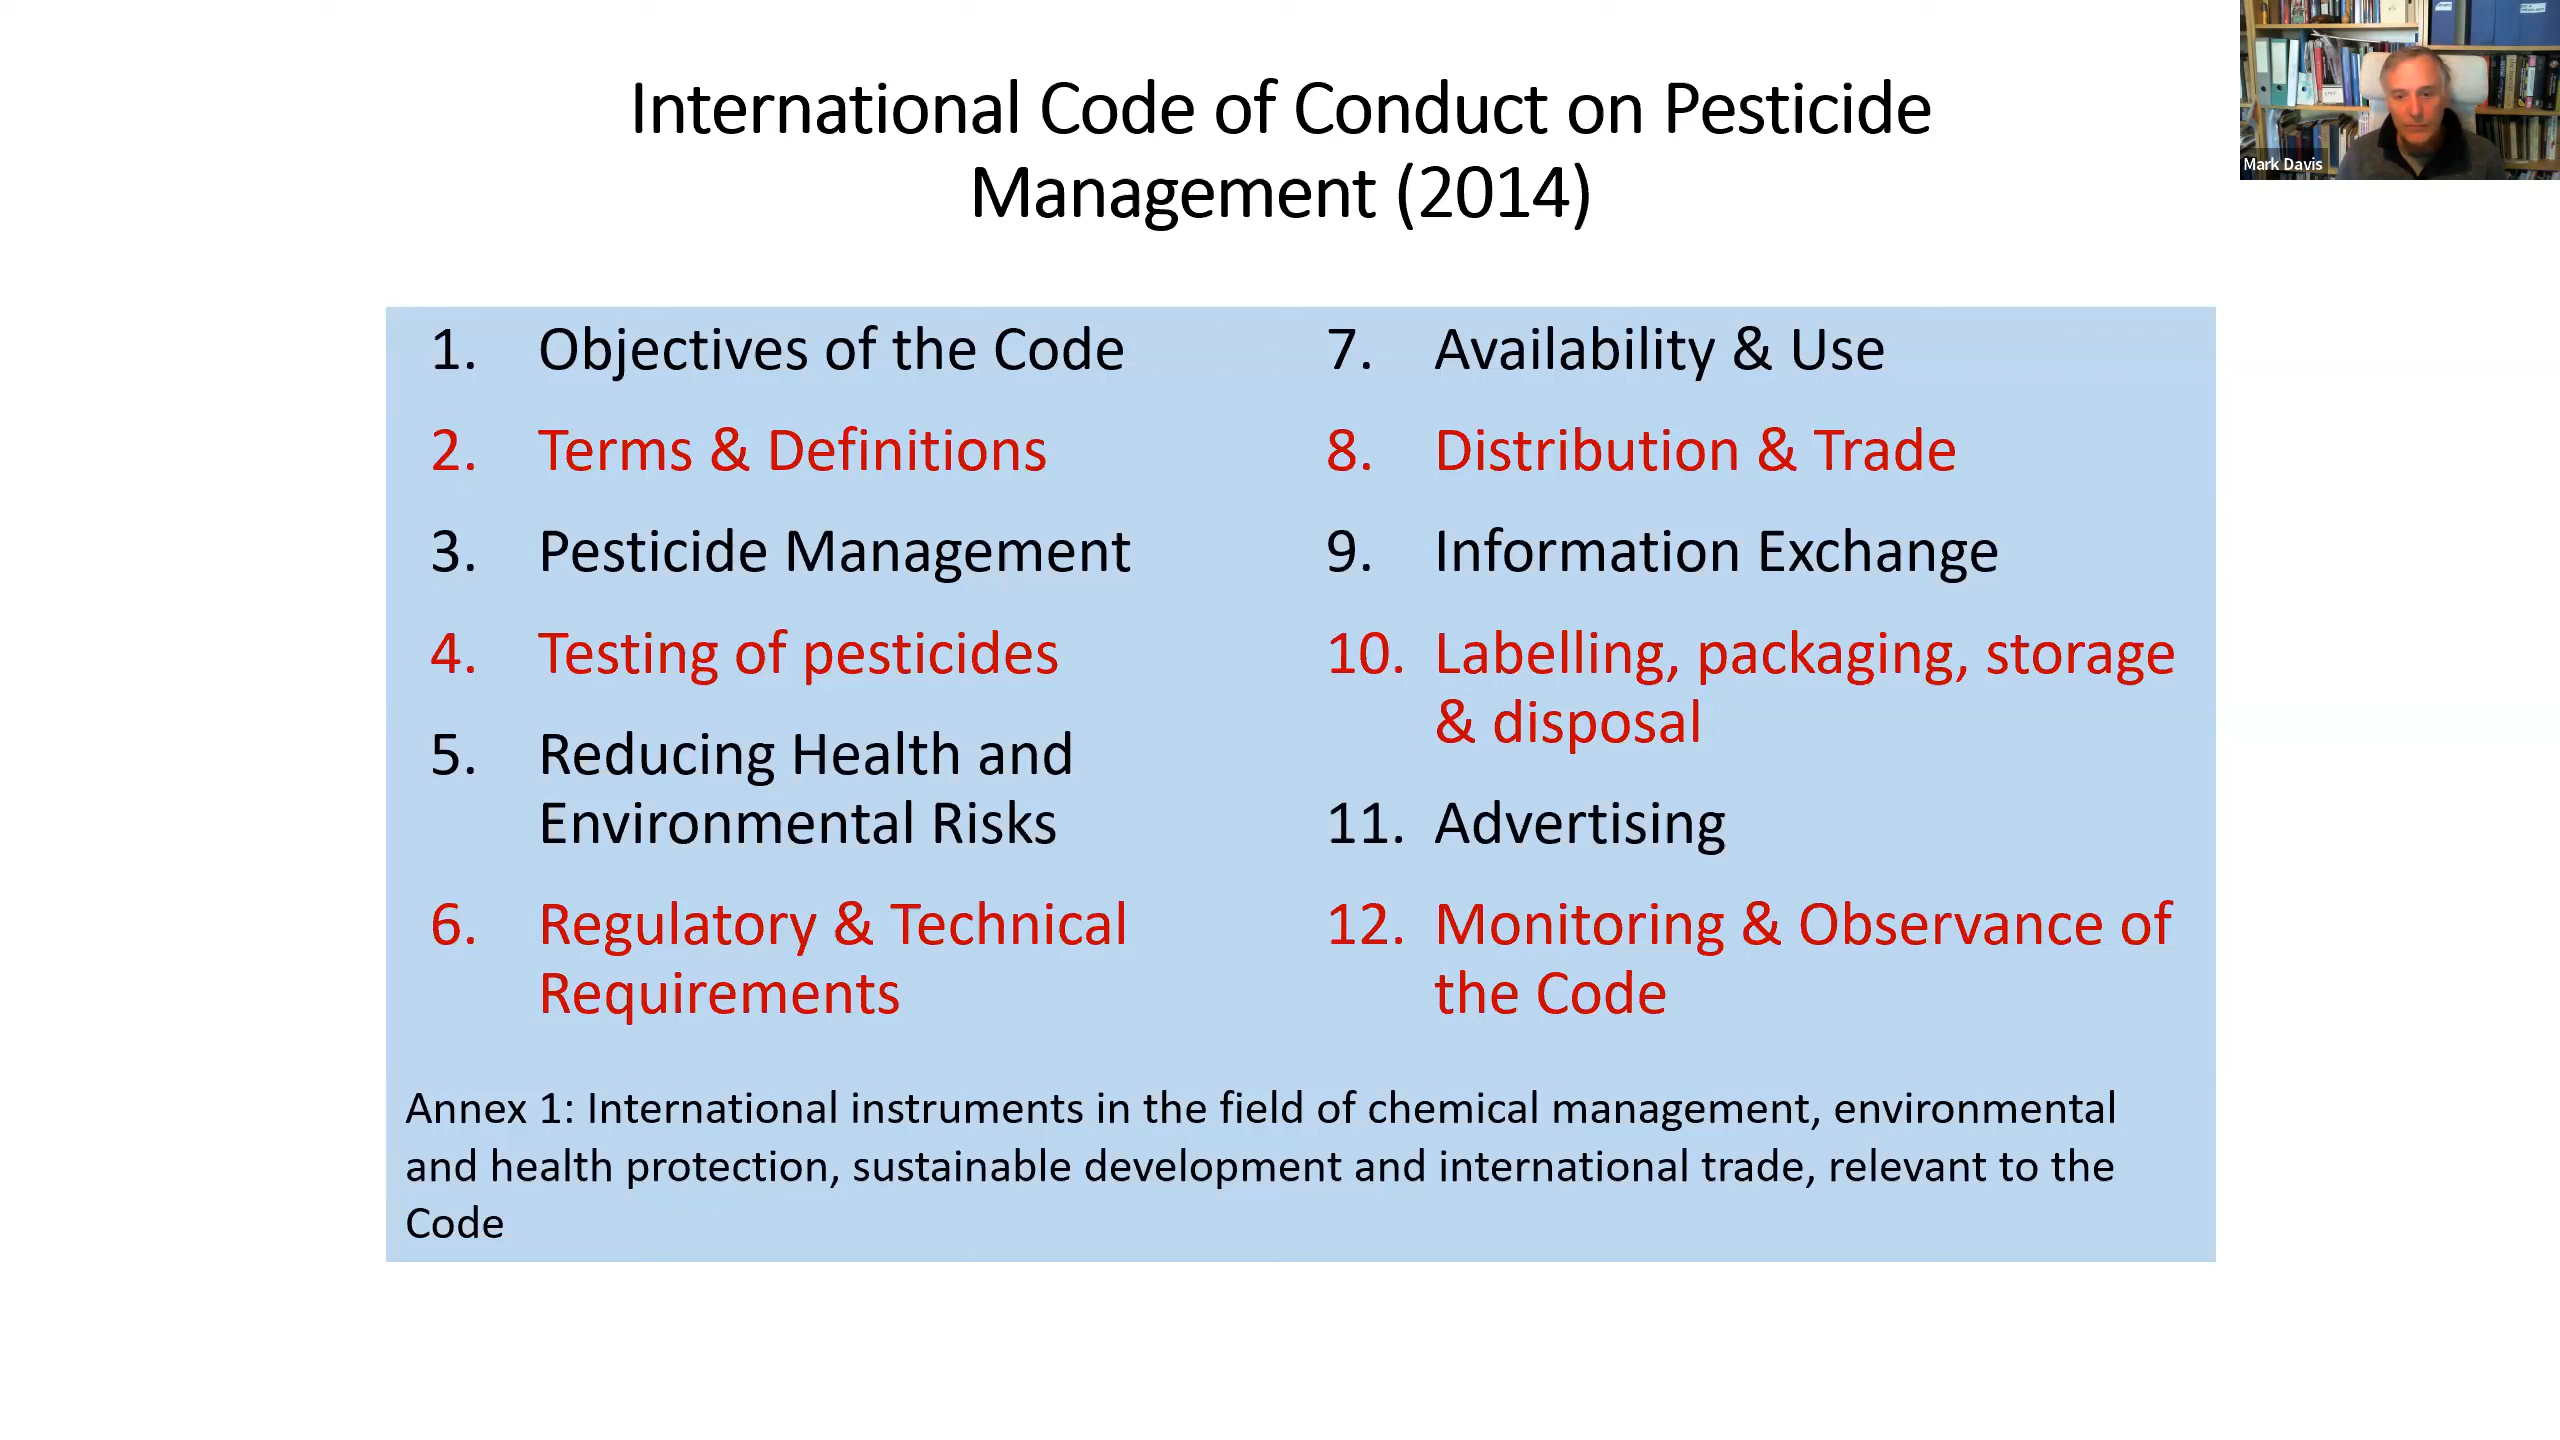 International Code of Conduct on Pesticide
Management (2014)
Mark Davis
1. Objectives of the Code
2. Terms & Definitions
3. Pesticide Management
4. Testing of pesticides
5. Reducing Health and
Environmental Risks
6. Regulatory & Technical
Requirements
7. Availability & Use
8. Distribution & Trade
9. Information Exchange
10. Labelling, packaging, storage
& disposal
11. Advertising
12. Monitoring & Observance of
the Code
Annex 1: International instruments in the field of chemical management, environmental
and health protection, sustainable development and international trade, relevant to the
Code